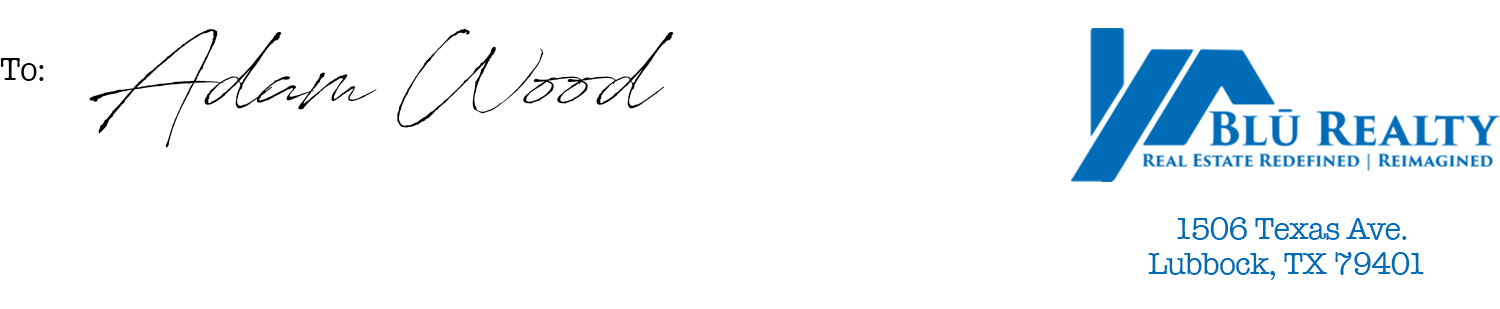 To: Adam Wood
BLŪ REALTY
REAL ESTATE REDEFINED | REIMAGINED
1506 Texas Ave.
Lubbock, TX 79401